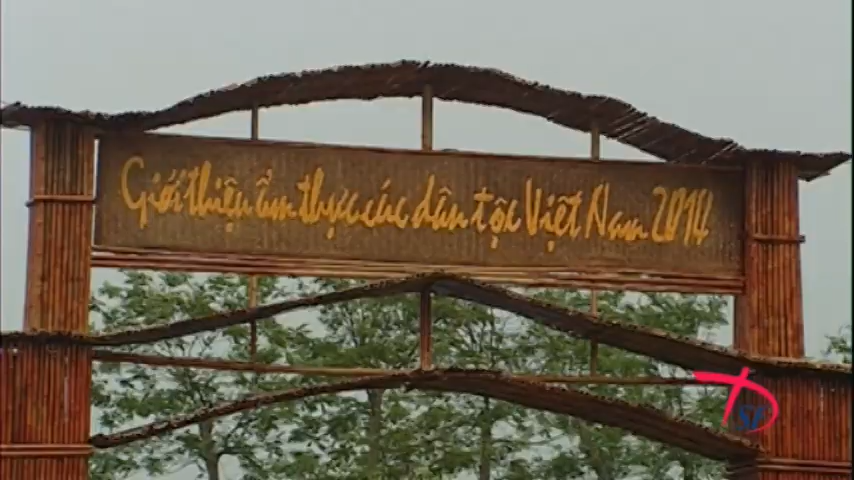 Giới thiệu ẩm thực các dân tộc Việt Nam 2014